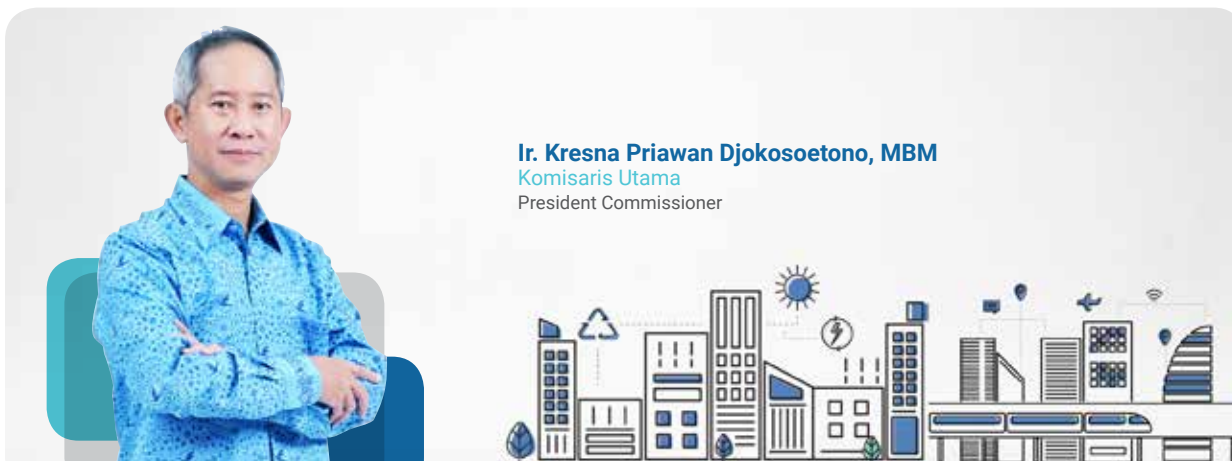 Ir. Kresna Priawan Djokosoetono, MBM
Komisaris Utama
President Commissioner